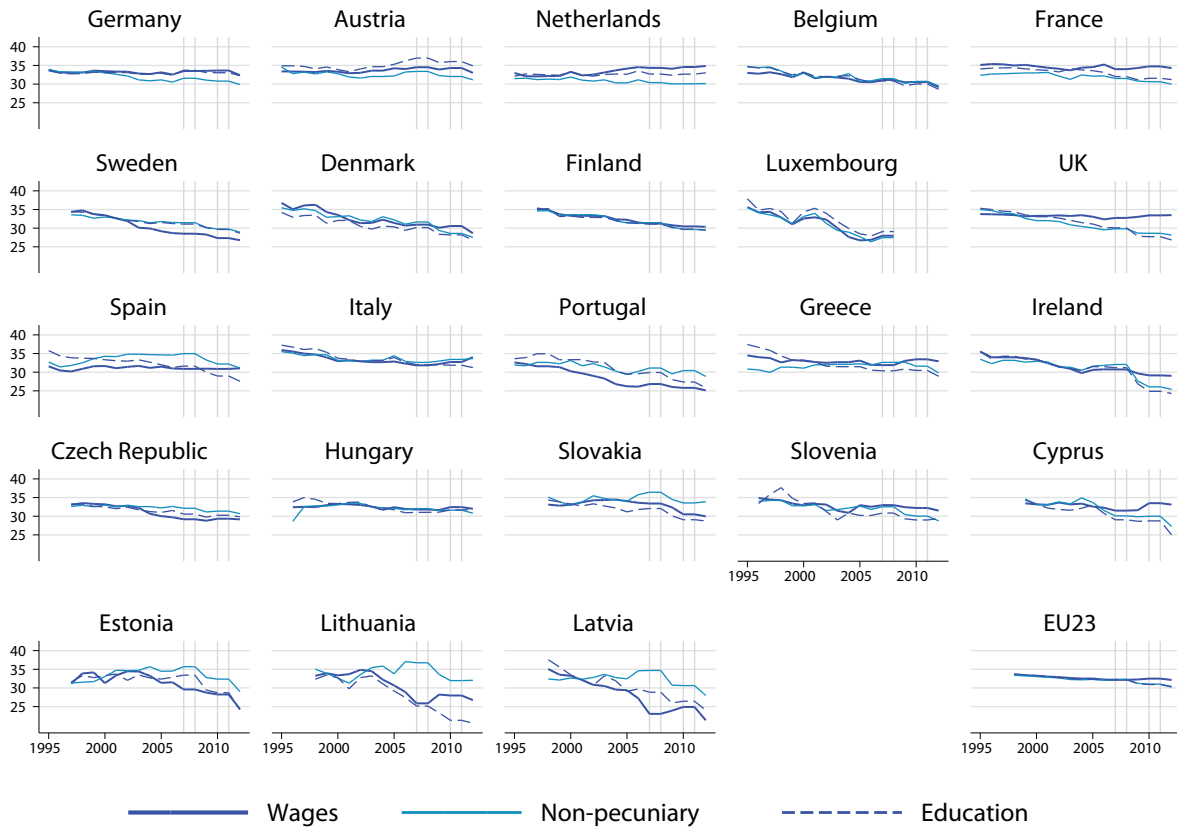 Germany Austria Netherlands Belgium France
40
35
30
25
Sweden Denmark Finland Luxembourg UK
40
35
30
25
Spain Italy Portugal Greece Ireland
40
35
30
25
Czech Republic Hungary Slovakia Slovenia Cyprus
40
35
30
25
1995 2000 2005 2010
Estonia Lithuania Latvia EU23
40
35
30
25
1995 2000 2005 2010 1995 2000 2005 2010 1995 2000 2005 2010 1995 2000 2005 2010
Wages Non-pecuniary Education